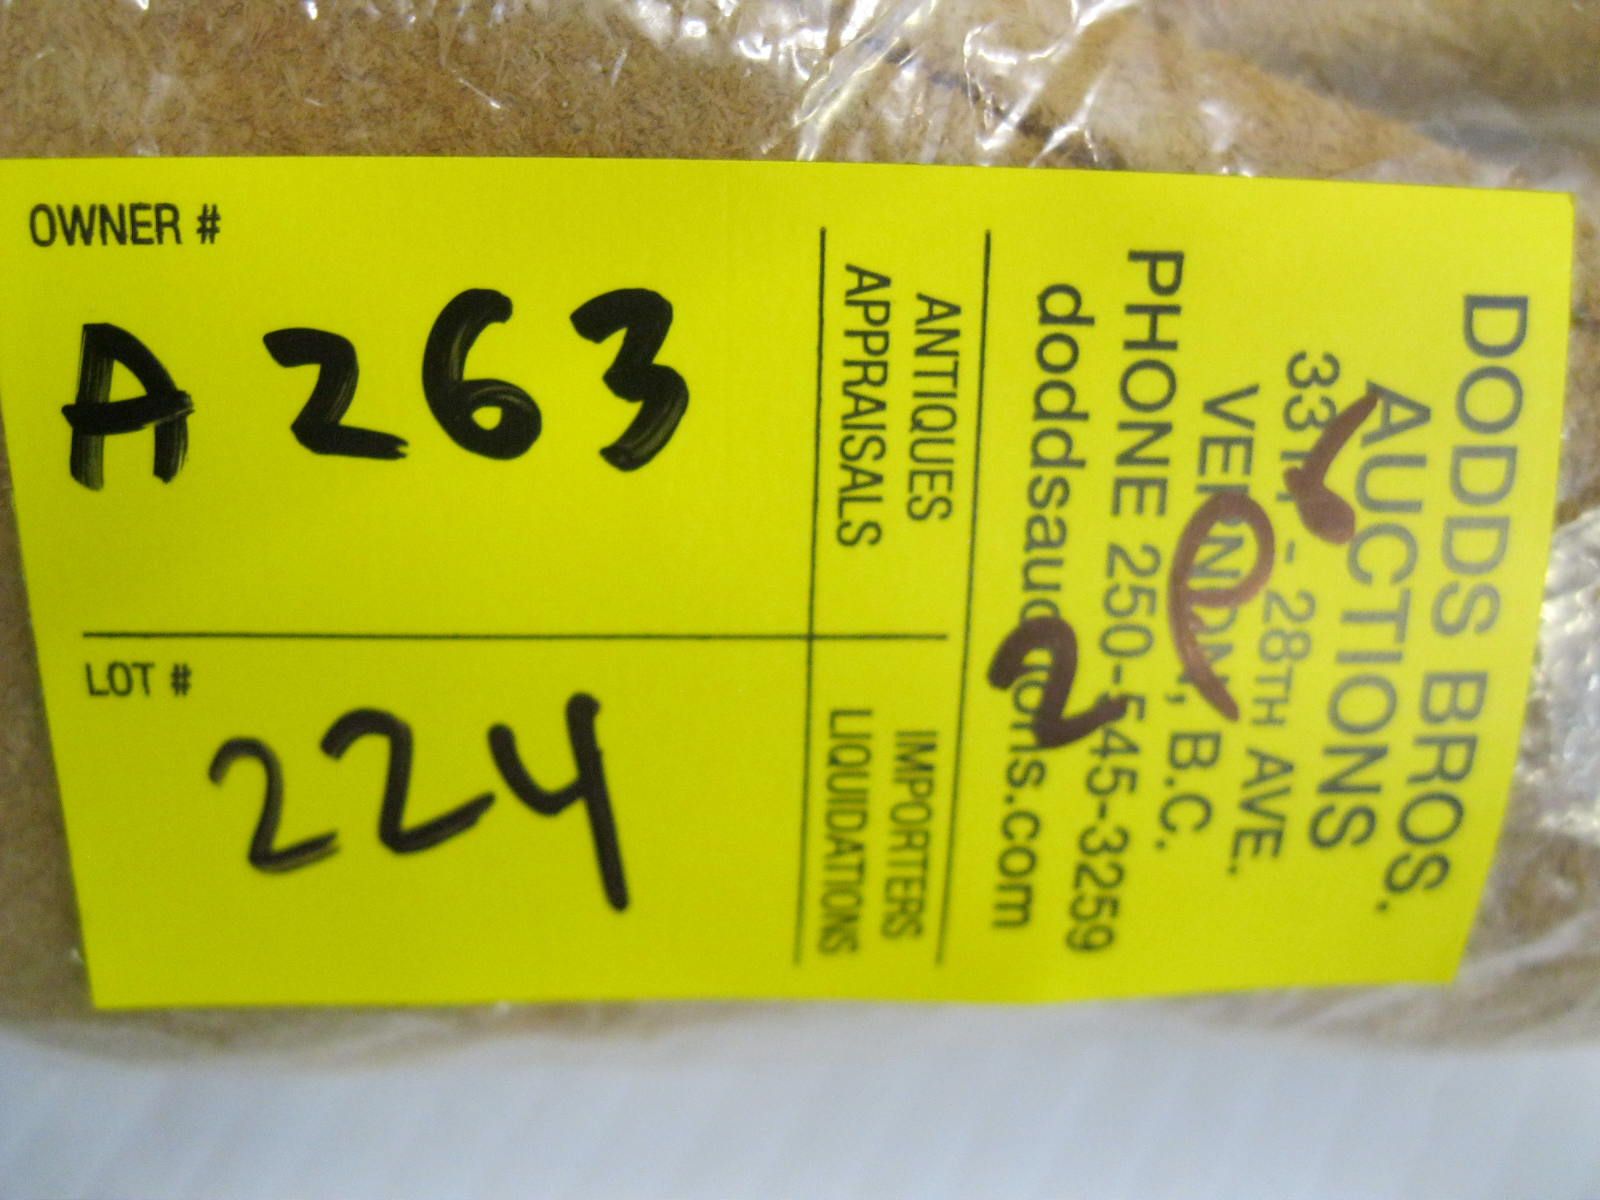 OWNER #
A 263
LOT #
224
ANTIQUES
APPRAISALS
IMPORTERS
LIQUIDATIONS
DODDS BROS.
AUCTIONS
28TH AVE.
VERNON, B.C.
PHONE 250-545-3259
doddsauctions.com